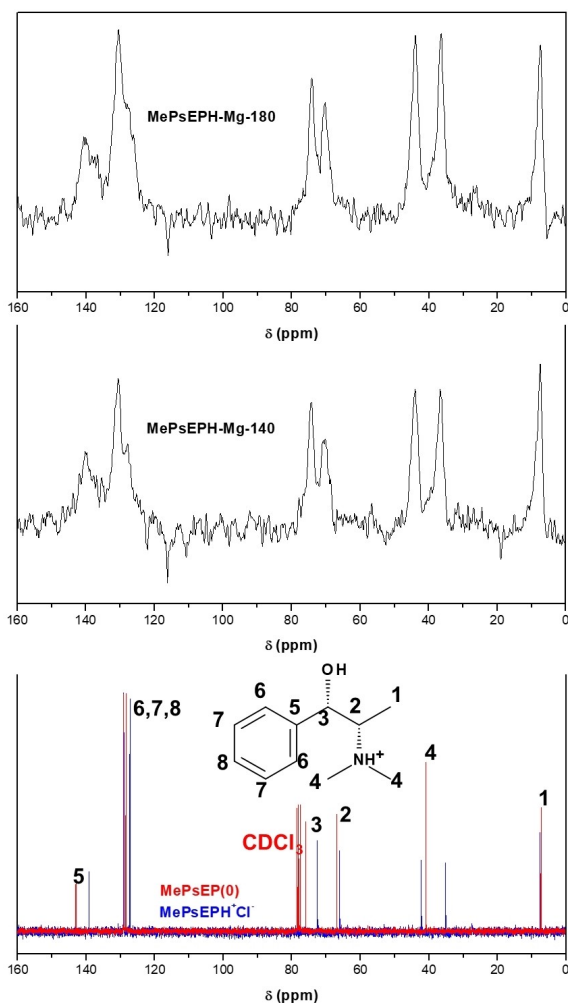 MePsEPH-Mg-180
160 140 120 100 80 60 40 20 0
δ (ppm)
MePsEPH-Mg-140
160 140 120 100 80 60 40 20 0
δ (ppm)
OH
6 5 3 2 1
6,7,8
7
8 6 NH+
7 4 4
4
5 CDCl3 3 2 1
MePsEP(0)
MePsEPH+Cl-
160 140 120 100 80 60 40 20 0
δ (ppm)